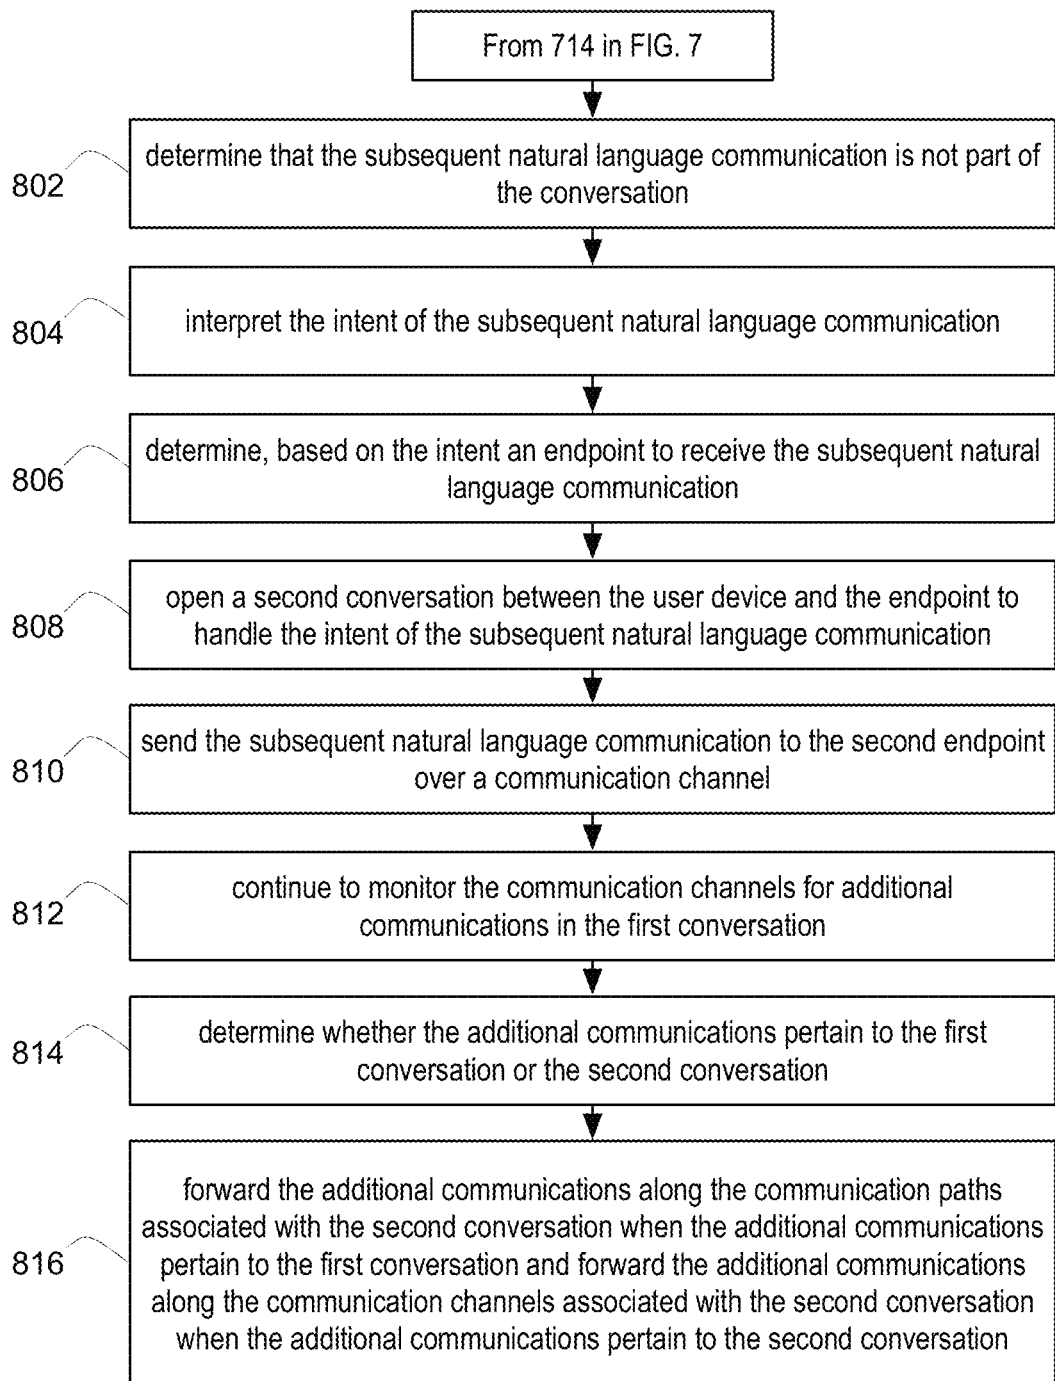 From 714 in FIG. 7
802
determine that the subsequent natural language communication is not part of
the conversation
804
interpret the intent of the subsequent natural language communication
806
determine, based on the intent an endpoint to receive the subsequent natural
language communication
808
open a second conversation between the user device and the endpoint to
handle the intent of the subsequent natural language communication
810
send the subsequent natural language communication to the second endpoint
over a communication channel
812
continue to monitor the communication channels for additional
communications in the first conversation
814
determine whether the additional communications pertain to the first
conversation or the second conversation
816
forward the additional communications along the communication paths
associated with the second conversation when the additional communications
pertain to the first conversation and forward the additional communications
along the communication channels associated with the second conversation
when the additional communications pertain to the second conversation